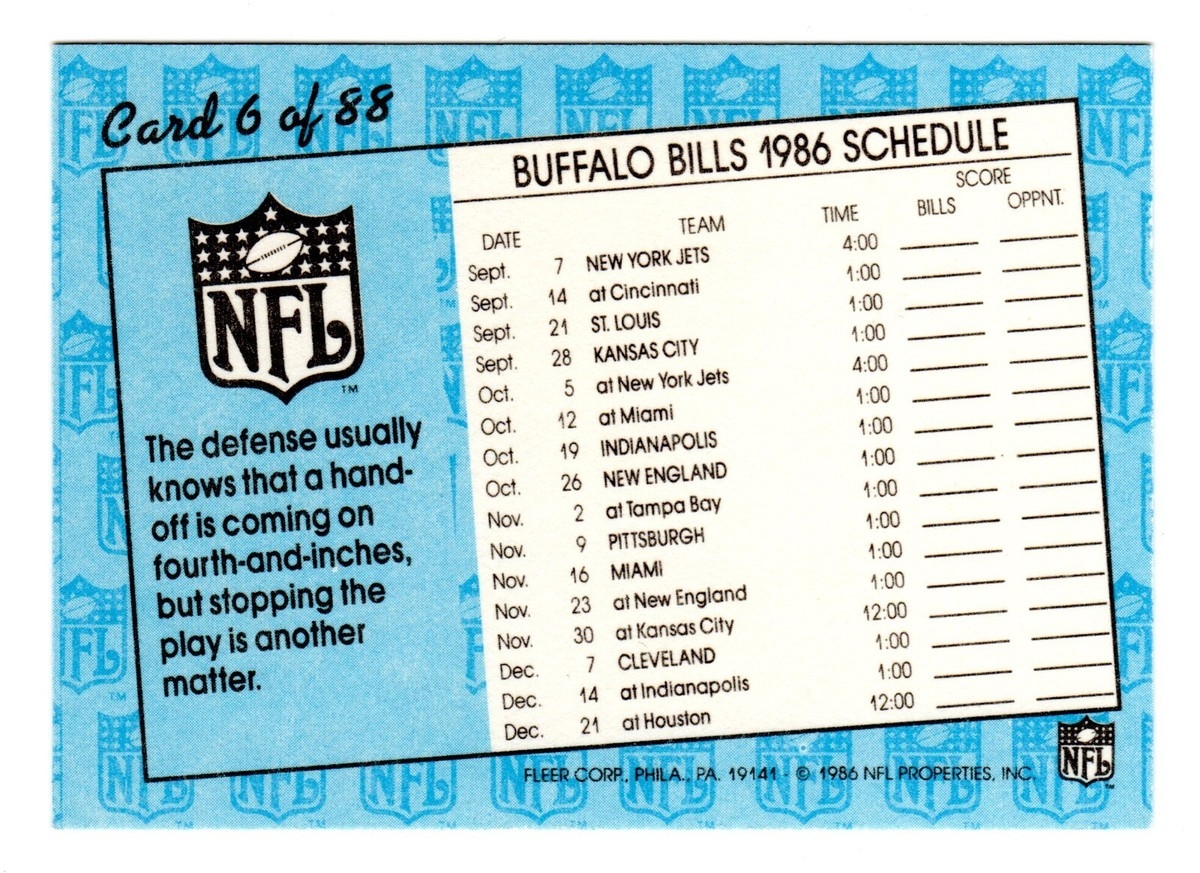 Card 6 of 88
NFL
TM
The defense usually
knows that a hand-
off is coming on
fourth-and-inches,
but stopping the
play is another
matter.
BUFFALO BILLS 1986 SCHEDULE
SCORE
DATE TEAM TIME BILLS OPPNT.
Sept. 7 NEW YORK JETS 4:00
Sept. 14 at Cincinnati 1:00
Sept. 21 ST. LOUIS 1:00
Sept. 28 KANSAS CITY 1:00
Oct. 5 at New York Jets 4:00
Oct. 12 at Miami 1:00
Oct. 19 INDIANAPOLIS 1:00
Oct. 26 NEW ENGLAND 1:00
Nov. 2 at Tampa Bay 1:00
Nov. 9 PITTSBURGH 1:00
Nov. 16 MIAMI 1:00
Nov. 23 at New England 1:00
Nov. 30 at Kansas City 12:00
Dec. 7 CLEVELAND 1:00
Dec. 14 at Indianapolis 1:00
Dec. 21 at Houston 12:00
FLEER CORP., PHILA., PA. 19141 - © 1986 NFL PROPERTIES, INC.
NFL
TM